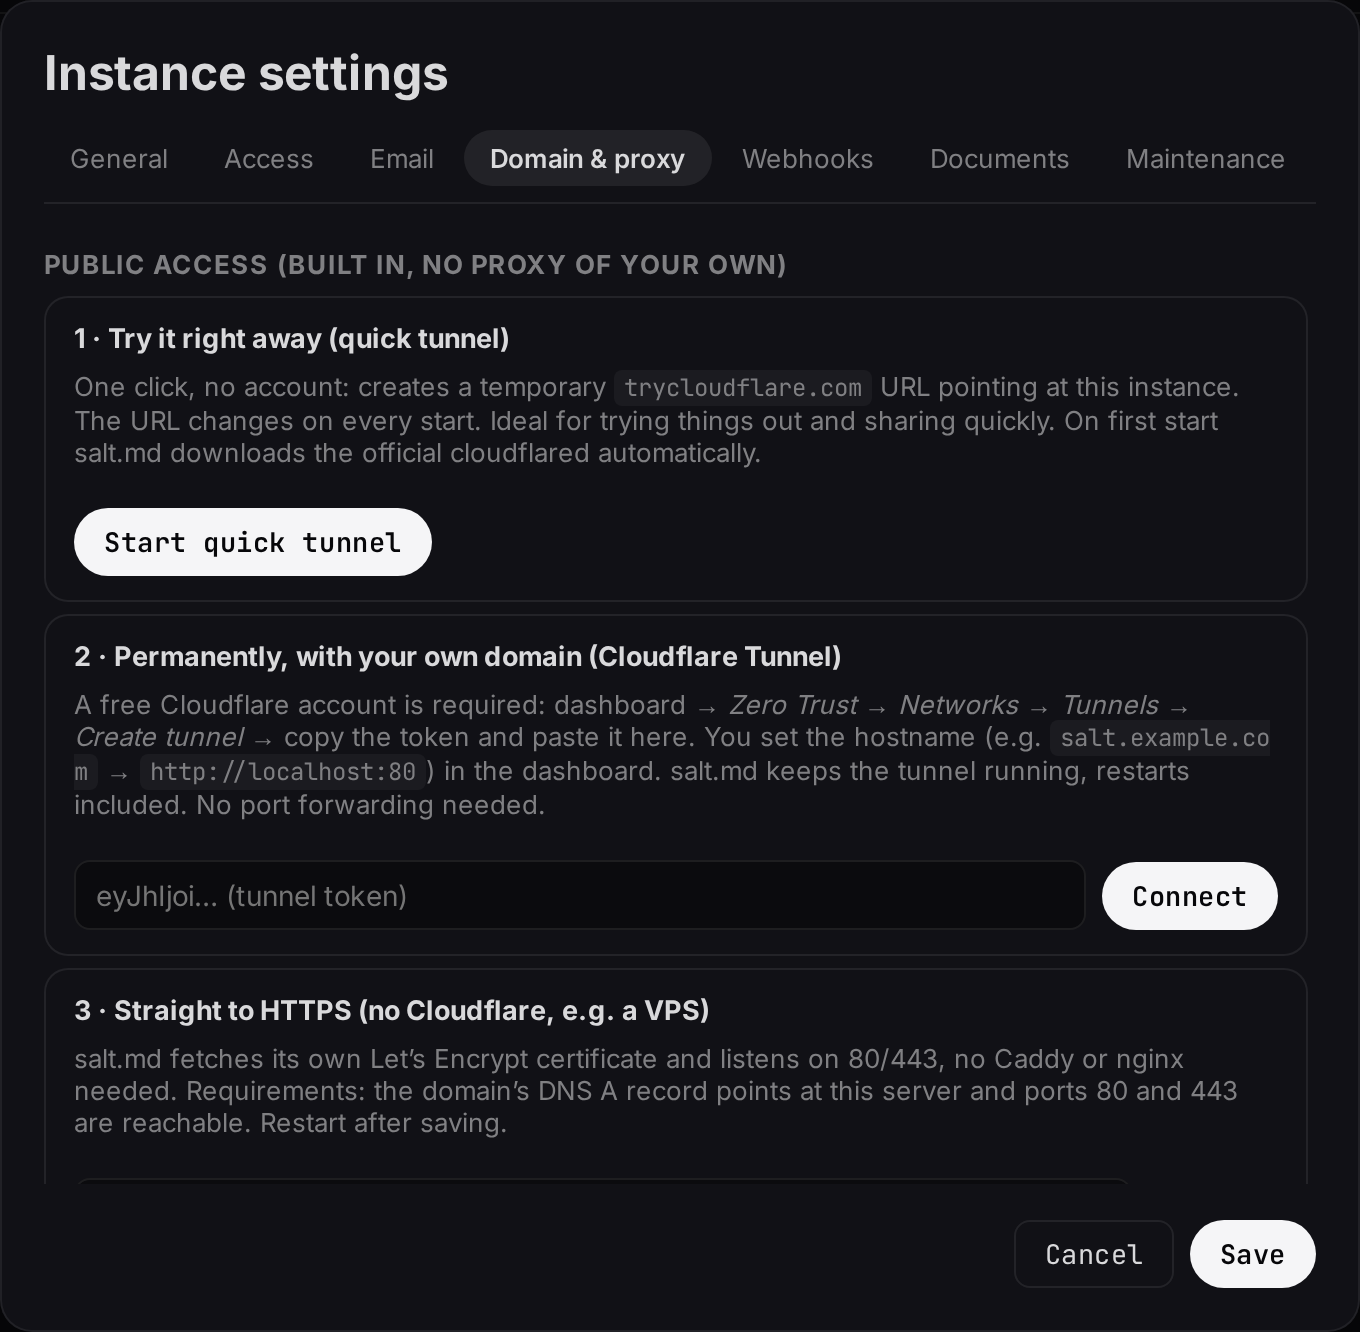 Instance settings
General Access Email Domain & proxy Webhooks Documents Maintenance
PUBLIC ACCESS (BUILT IN, NO PROXY OF YOUR OWN)
1 · Try it right away (quick tunnel)
One click, no account: creates a temporary trycloudflare.com URL pointing at this instance.
The URL changes on every start. Ideal for trying things out and sharing quickly. On first start
salt.md downloads the official cloudflared automatically.
Start quick tunnel
2 · Permanently, with your own domain (Cloudflare Tunnel)
A free Cloudflare account is required: dashboard → Zero Trust → Networks → Tunnels →
Create tunnel → copy the token and paste it here. You set the hostname (e.g. salt.example.co
m → http://localhost:80 ) in the dashboard. salt.md keeps the tunnel running, restarts
included. No port forwarding needed.
eyJhIjoi... (tunnel token) Connect
3 · Straight to HTTPS (no Cloudflare, e.g. a VPS)
salt.md fetches its own Let’s Encrypt certificate and listens on 80/443, no Caddy or nginx
needed. Requirements: the domain’s DNS A record points at this server and ports 80 and 443
are reachable. Restart after saving.
Cancel Save